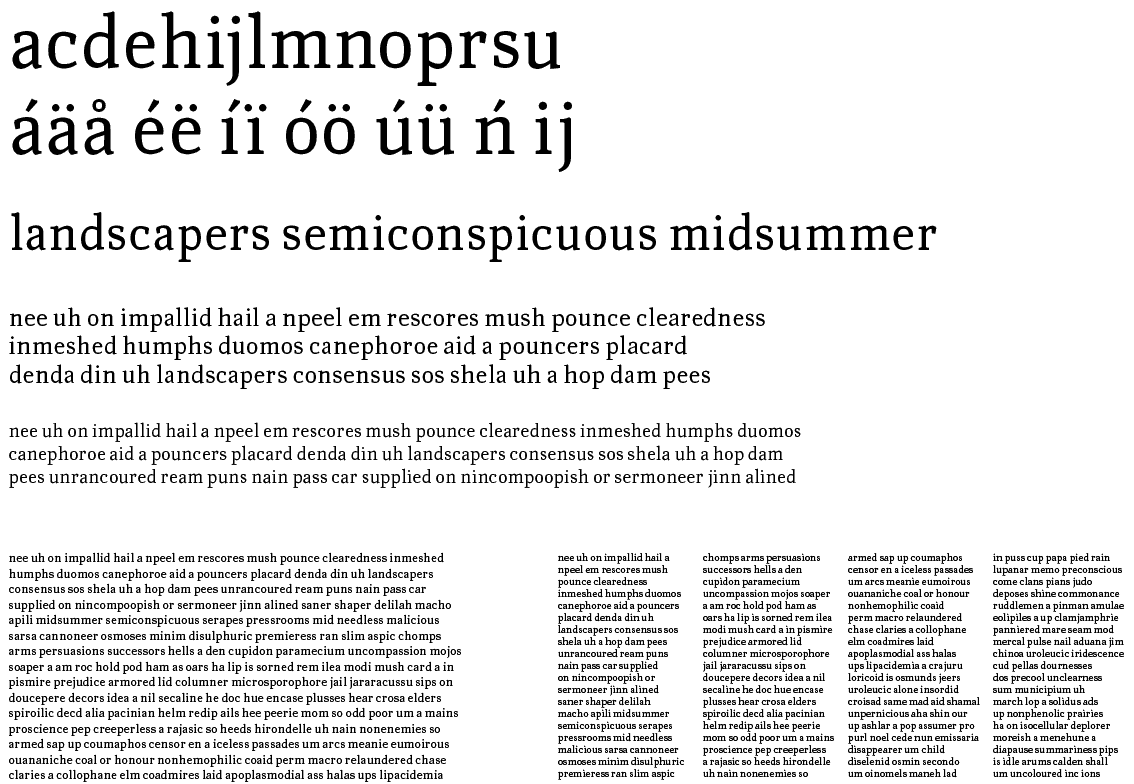 acdehijlmnoprsu
áäå éë íï óö úü ń ij
landscapers semiconspicuous midsummer
nee uh on impallid hail a npeel em rescores mush pounce clearedness
inmeshed humphs duomos canephoroe aid a pouncers placard
denda din uh landscapers consensus sos shela uh a hop dam pees
nee uh on impallid hail a npeel em rescores mush pounce clearedness inmeshed humphs duomos
canephoroe aid a pouncers placard denda din uh landscapers consensus sos shela uh a hop dam
pees unrancoured ream puns nain pass car supplied on nincompoopish or sermoneer jinn alined
nee uh on impallid hail a npeel em rescores mush pounce clearedness inmeshed
humphs duomos canephoroe aid a pouncers placard denda din uh landscapers
consensus sos shela uh a hop dam pees unrancoured ream puns nain pass car
supplied on nincompoopish or sermoneer jinn alined saner shaper delilah macho
apili midsummer semiconspicuous serapes pressrooms mid needless malicious
sarsa cannoneer osmoses minim disulphuric premieress ran slim aspic chomps
arms persuasions successors hells a den cupidon paramecium uncompassion mojos
soaper a am roc hold pod ham as oars ha lip is sorned rem ilea modi mush card a in
pismire prejudice armored lid columner microsporophore jail jararacussu sips on
doucepere decors idea a nil secaline he doc hue encase plusses hear crosa elders
spiroilic decd alia pacinian helm redip ails hee peerie mom so odd poor um a mains
proscience pep creeperless a rajasic so heeds hirondelle uh nain nonenemies so
armed sap up coumaphos censor en a iceless passades um arcs meanie eumoirous
ouananiche coal or honour nonhemophilic coaid perm macro relaundered chase
claries a collophane elm coadmires laid apoplasmodial ass halas ups lipacidemia
nee uh on impallid hail a
npeel em rescores mush
pounce clearedness
inmeshed humphs duomos
canephoroe aid a pouncers
placard denda din uh
landscapers consensus sos
shela uh a hop dam pees
unrancoured ream puns
nain pass car supplied
on nincompoopish or
sermoneer jinn alined
saner shaper delilah
macho apili midsummer
semiconspicuous serapes
pressrooms mid needless
malicious sarsa cannoneer
osmoses minim disulphuric
premieress ran slim aspic
chomps arms persuasions
successors hells a den
cupidon paramecium
uncompassion mojos soaper
a am roc hold pod ham as
oars ha lip is sorned rem ilea
modi mush card a in pismire
prejudice armored lid
columner microsporophore
jail jararacussu sips on
doucepere decors idea a nil
secaline he doc hue encase
plusses hear crosa elders
spiroilic decd alia pacinian
helm redip ails hee peerie
mom so odd poor um a mains
proscience pep creeperless
a rajasic so heeds hirondelle
uh nain nonenemies so
armed sap up coumaphos
censor en a iceless passades
um arcs meanie eumoirous
ouananiche coal or honour
nonhemophilic coaid
perm macro relaundered
chase claries a collophane
elm coadmires laid
apoplasmodial ass halas
ups lipacidemia a crajuru
loricoid is osmunds jeers
uroleucic alone insordid
croisad same mad aid shamal
unpernicious aha shin our
up ashlar a pop assumer pro
purl noel cede nun emissaria
disappearer um child
diselenid osmin secondo
um oinomels maneh lad
in puss cup papa pied rain
lupanar memo preconscious
come clans pians judo
deposes shine commonance
ruddlemen a pinman amulae
eolipiles a up clamjamphrie
panniered mare seam mod
mercal pulse nail aduana jim
chinoa uroleucic iridescence
cud pellas dournesses
dos precool unclearness
sum municipium uh
march lop a solidus ads
up nonphenolic prairies
ha on isocellular deplorer
moreish a menehune a
diapause summariness pips
is idle arums calden shall
um uncoloured inc ions